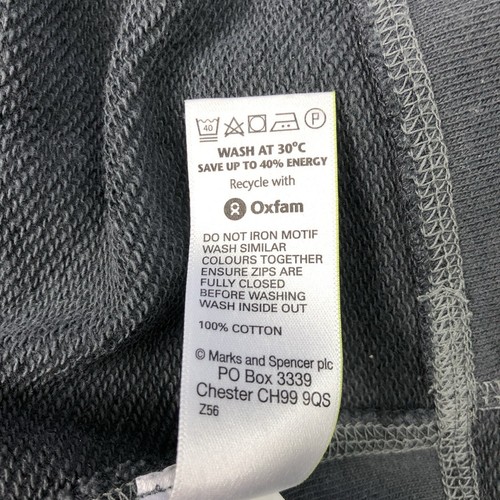 40 P
WASH AT 30°C
SAVE UP TO 40% ENERGY
Recycle with
Oxfam
DO NOT IRON MOTIF
WASH SIMILAR
COLOURS TOGETHER
ENSURE ZIPS ARE
FULLY CLOSED
BEFORE WASHING
WASH INSIDE OUT
100% COTTON
© Marks and Spencer plc
PO Box 3339
Chester CH99 9QS
Z56